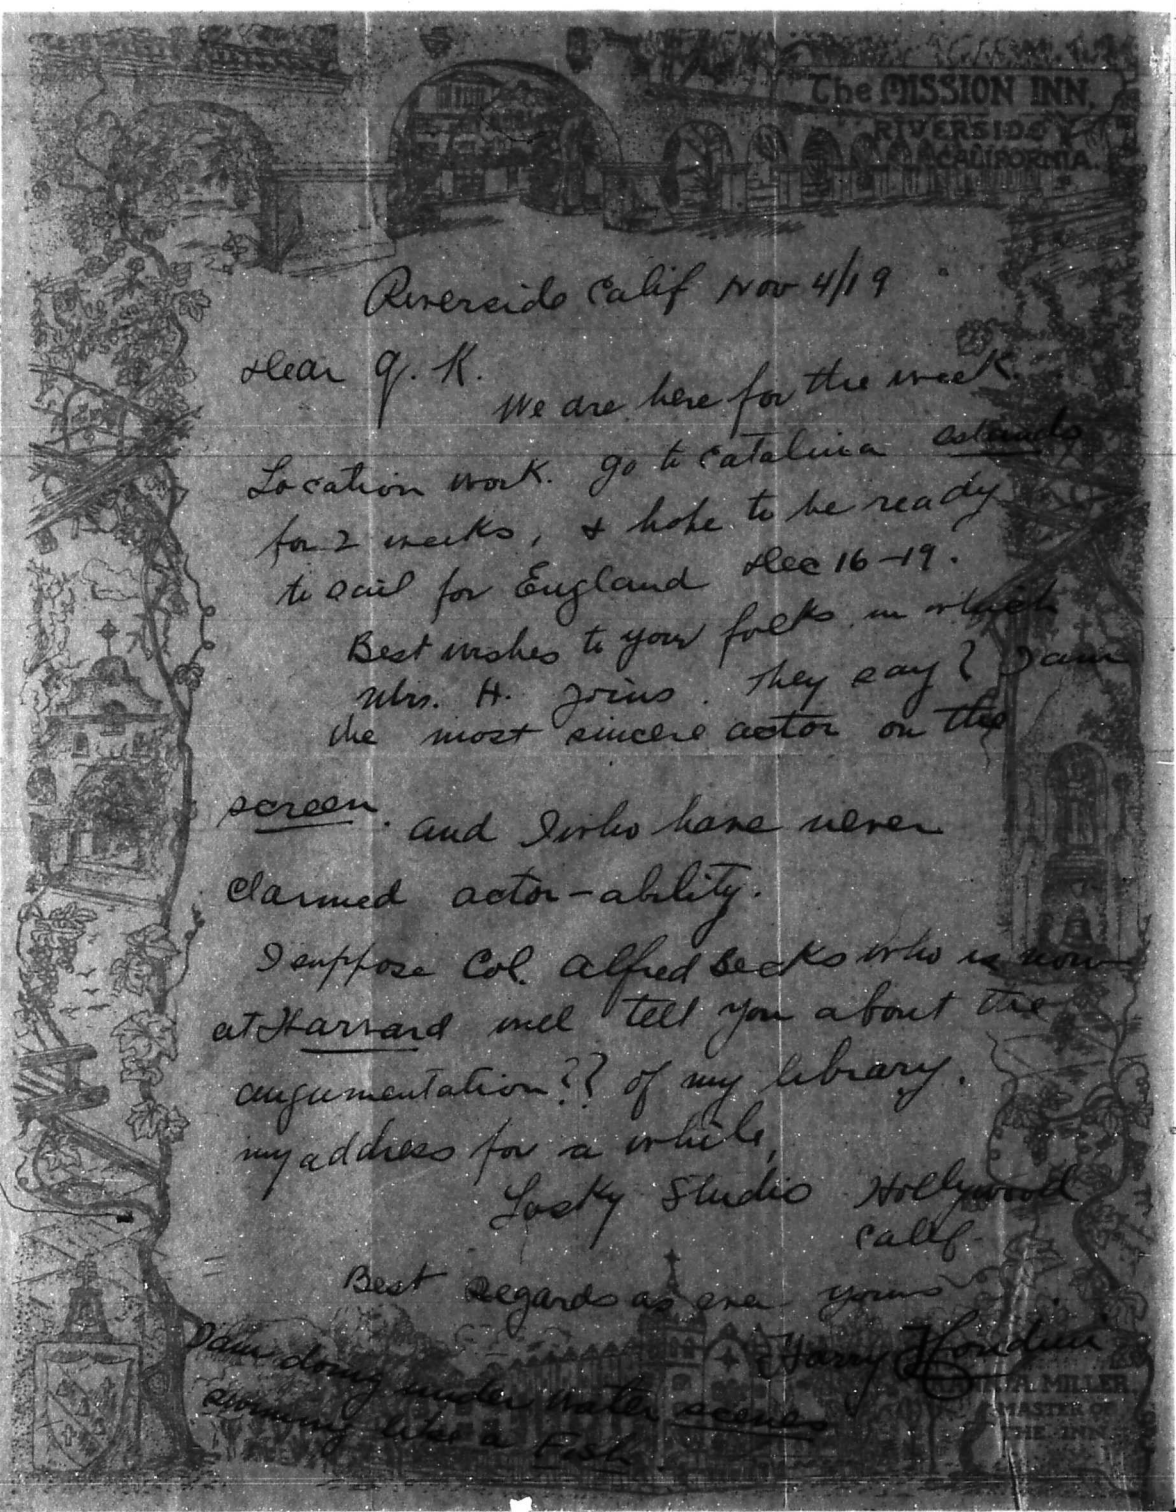 The MISSION INN,
RIVERSIDE
CALIFORNIA
Riverside Calif Nov 4/19
Dear Q. K.
We are here for the week.
Location work. go to Catalina
for 2 weeks, & hope to be ready
to sail for England Dec 16-19.
Best wishes to your folks in which
Mrs. H. joins. They say? I am
the most sincere actor on the
screen. and I who have never
claimed actor-ability.
I suppose Col. Alfred Becks who is now
at Harvard will tell you about the
augumentation?? of my library.
my address for a while,
Lasky Studio Hollywood
Calif.
Best Regards as ever yours
Harry Houdini
I am doing under water scenes
swimming like a Fish.
A. MILLER
MASTER OF
THE INN